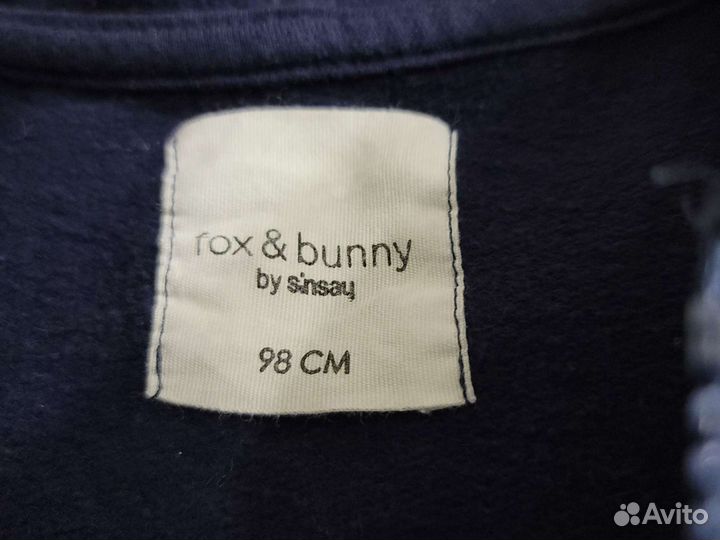 fox & bunny
by sinsay
98 CM
Avito